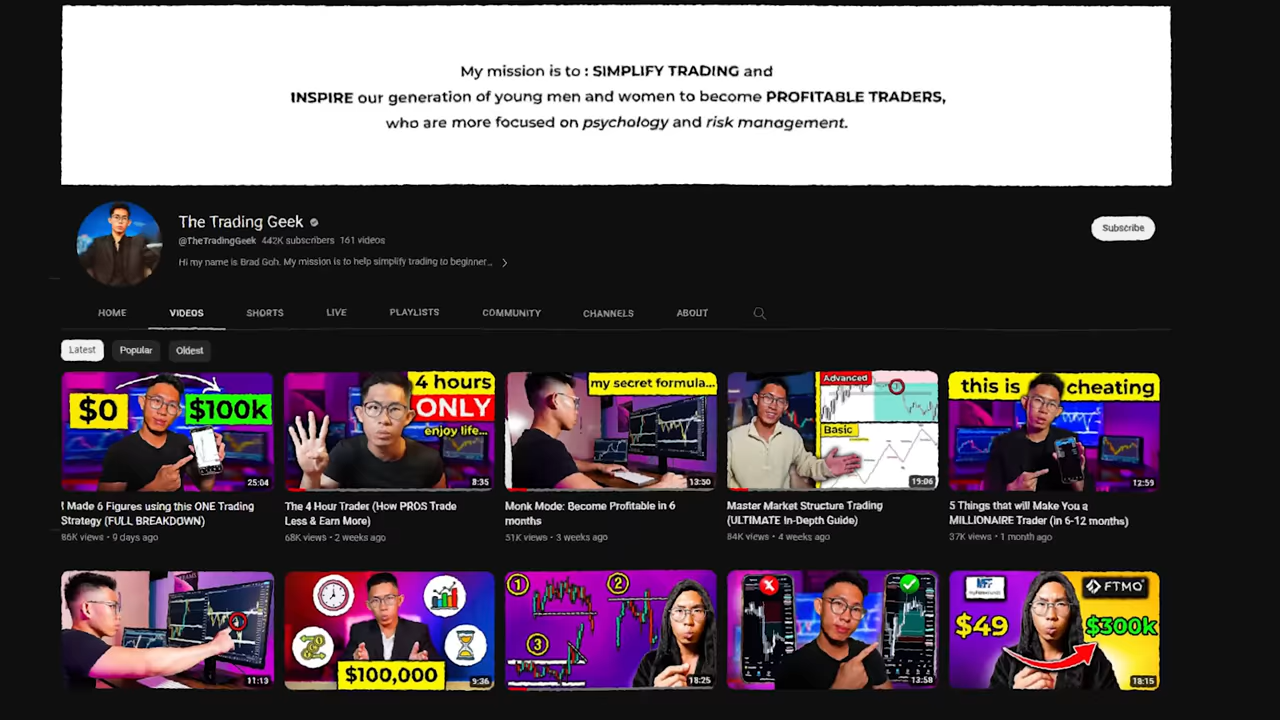 My mission is to : SIMPLIFY TRADING and
INSPIRE our generation of young men and women to become PROFITABLE TRADERS,
who are more focused on psychology and risk management.
The Trading Geek
@TheTradingGeek 442K subscribers 161 videos
Hi my name is Brad Goh. My mission is to help simplify trading to beginner...
Subscribe
HOME VIDEOS SHORTS LIVE PLAYLISTS COMMUNITY CHANNELS ABOUT
Latest Popular Oldest
$0 $100k
25:04
4 hours
ONLY
enjoy life...
8:35
my secret formula...
13:50
Advanced
Basic
19:06
this is cheating
12:59
I Made 6 Figures using this ONE Trading
Strategy (FULL BREAKDOWN)
86K views • 9 days ago
The 4 Hour Trader (How PROS Trade
Less & Earn More)
68K views • 2 weeks ago
Monk Mode: Become Profitable in 6
months
51K views • 3 weeks ago
Master Market Structure Trading
(ULTIMATE In-Depth Guide)
84K views • 4 weeks ago
5 Things that will Make You a
MILLIONAIRE Trader (in 6-12 months)
37K views • 1 month ago
11:13
$100,000
9:36
1 2
3
18:25
13:58
FTMO
$49 $300k
18:15